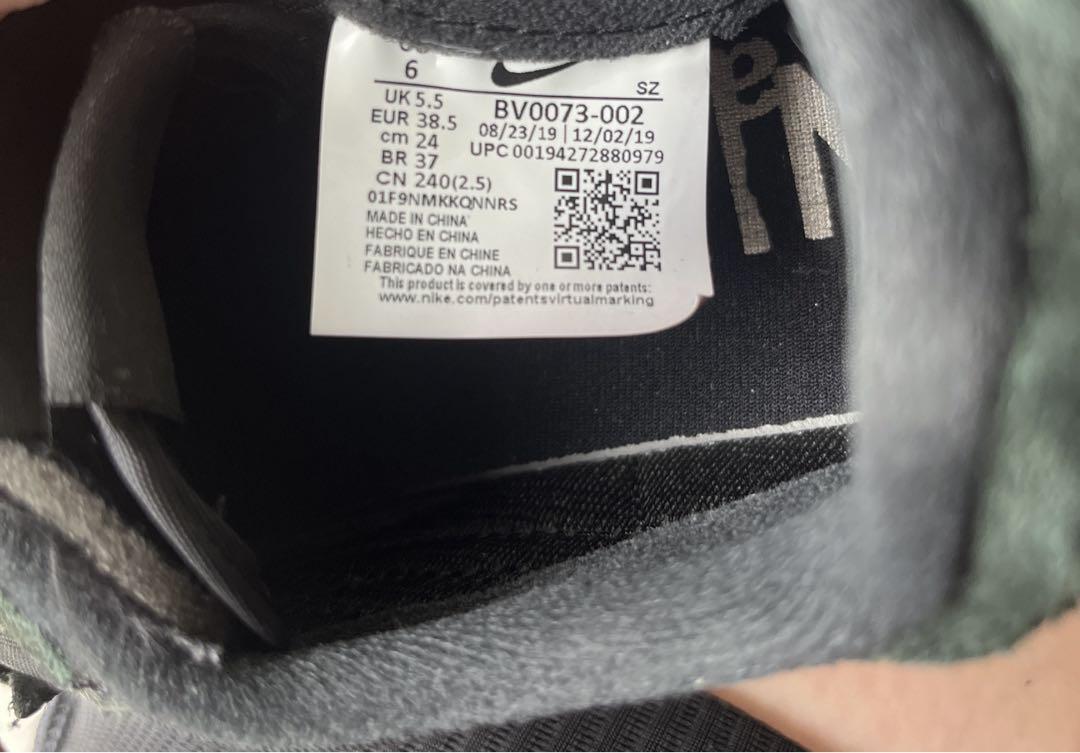 6
UK 5.5
EUR 38.5
cm 24
BR 37
CN 240(2.5)
SZ
BV0073-002
08/23/19 | 12/02/19
UPC 00194272880979
01F9NMKKQNNRS
MADE IN CHINA
HECHO EN CHINA
FABRIQUE EN CHINE
FABRICADO NA CHINA
This product is covered by one or more patents:
www.nike.com/patentsvirtualmarking